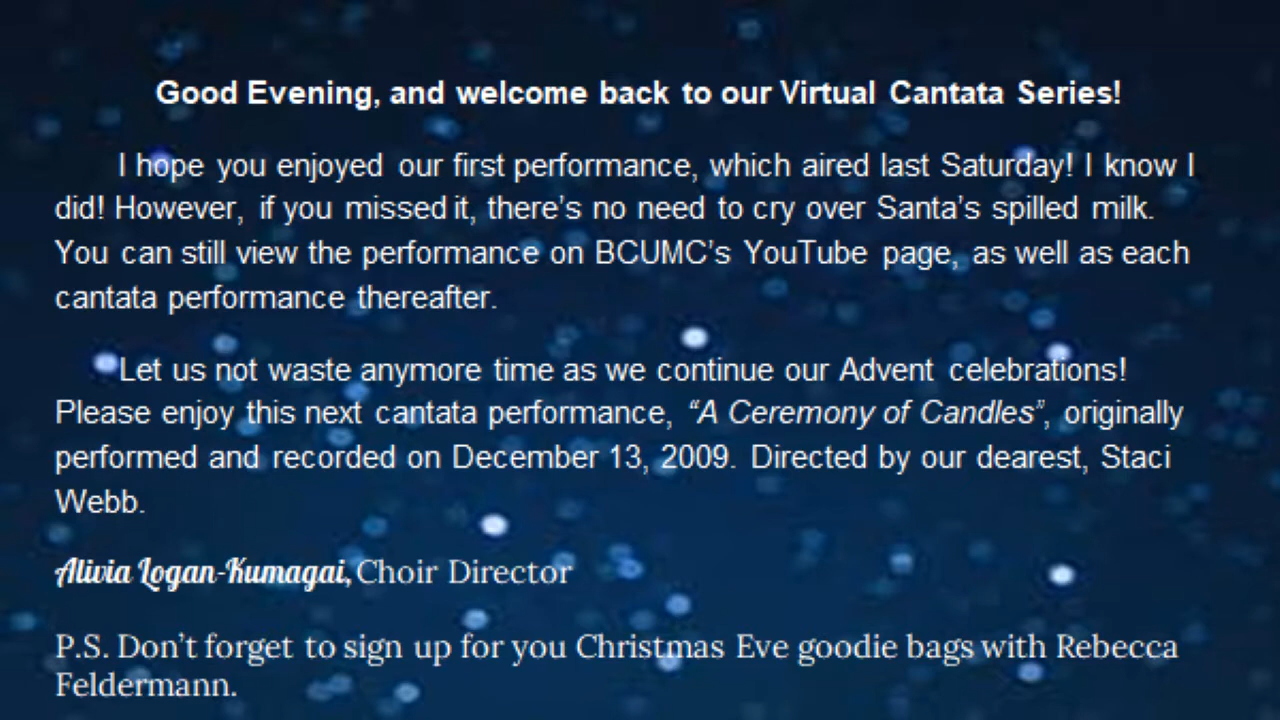 Good Evening, and welcome back to our Virtual Cantata Series!
I hope you enjoyed our first performance, which aired last Saturday! I know I
did! However, if you missed it, there’s no need to cry over Santa’s spilled milk.
You can still view the performance on BCUMC’s YouTube page, as well as each
cantata performance thereafter.
Let us not waste anymore time as we continue our Advent celebrations!
Please enjoy this next cantata performance, “A Ceremony of Candles”, originally
performed and recorded on December 13, 2009. Directed by our dearest, Staci
Webb.
Alivia Logan-Kumagai, Choir Director
P.S. Don’t forget to sign up for you Christmas Eve goodie bags with Rebecca
Feldermann.